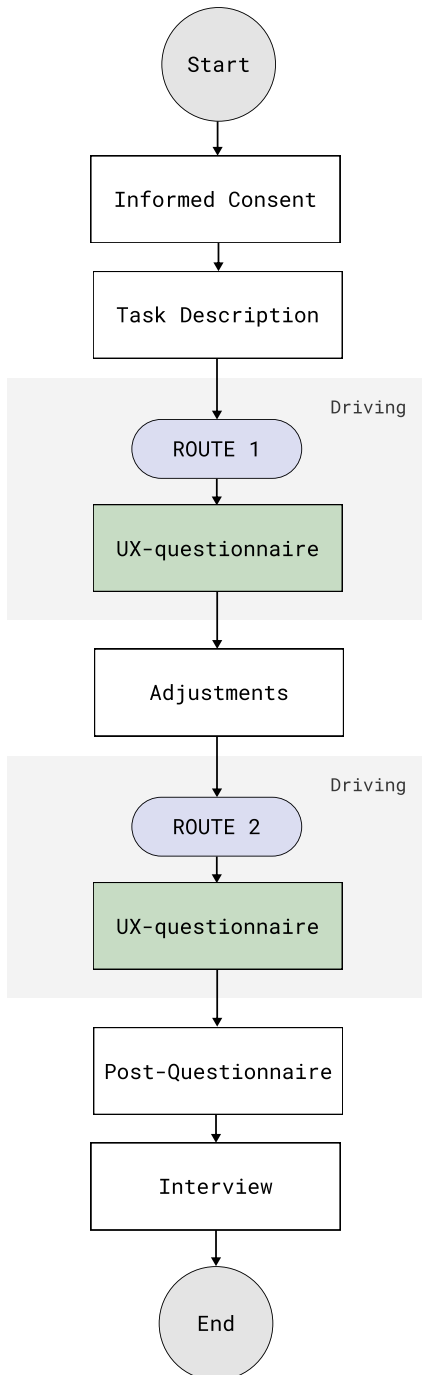 Start
Informed Consent
Task Description
Driving
ROUTE 1
UX-questionnaire
Adjustments
Driving
ROUTE 2
UX-questionnaire
Post-Questionnaire
Interview
End